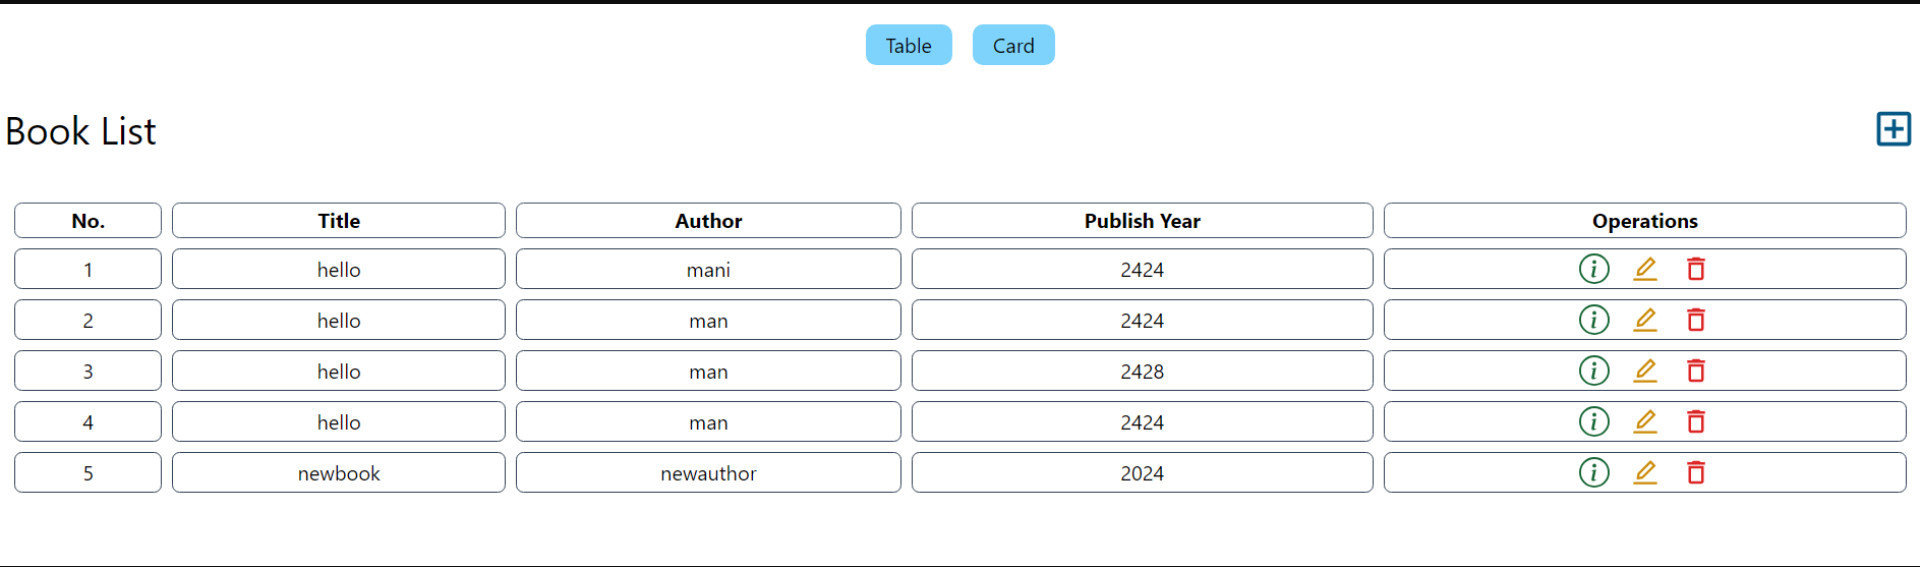 Table Card
Book List
No. Title Author Publish Year Operations
1 hello mani 2424
2 hello man 2424
3 hello man 2428
4 hello man 2424
5 newbook newauthor 2024